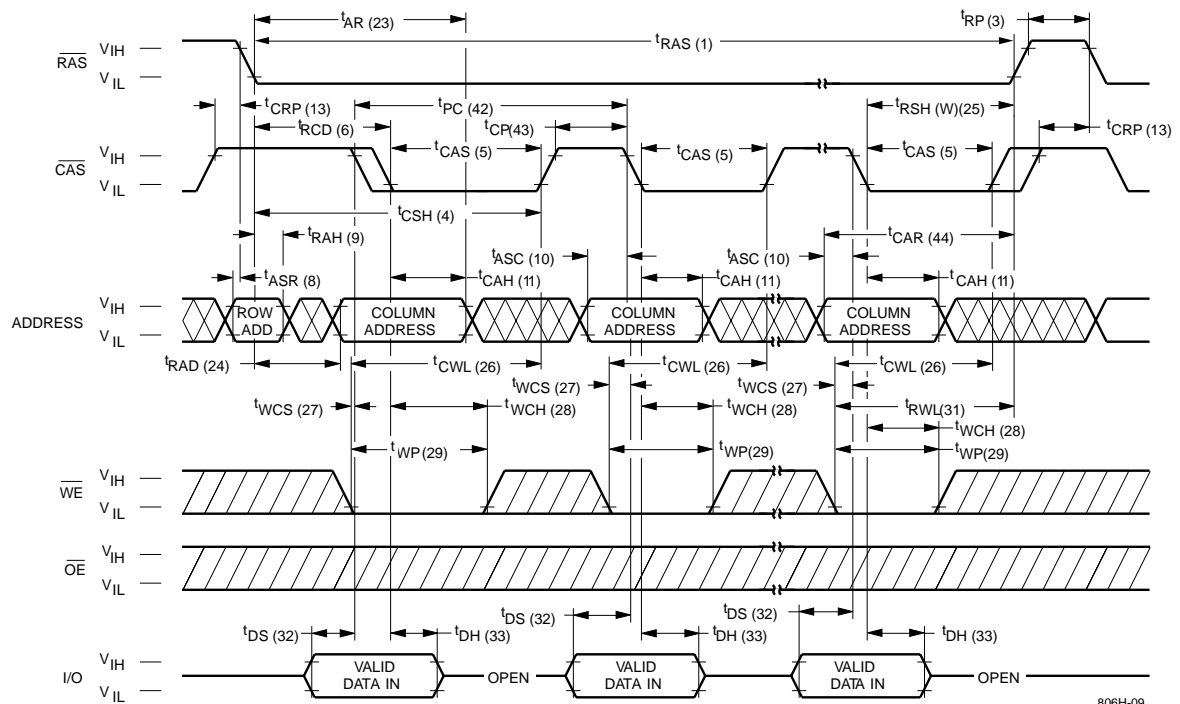 tAR (23)
tRP (3)
tRAS (1)
RAS
VIH
VIL
tCRP (13)
tPC (42)
tRSH (W)(25)
tRCD (6)
tCP(43)
tCRP (13)
tCAS (5)
tCAS (5)
tCAS (5)
CAS
VIH
VIL
tCSH (4)
tRAH (9)
tCAR (44)
tASC (10)
tASC (10)
tASR (8)
tCAH (11)
tCAH (11)
tCAH (11)
ADDRESS
VIH
VIL
ROW
ADD
COLUMN
ADDRESS
COLUMN
ADDRESS
COLUMN
ADDRESS
tRAD (24)
tCWL (26)
tCWL (26)
tCWL (26)
tWCS (27)
tWCS (27)
tWCS (27)
tWCH (28)
tWCH (28)
tRWL(31)
tWCH (28)
tWP(29)
tWP(29)
tWP(29)
WE
VIH
VIL
OE
VIH
VIL
tDS (32)
tDS (32)
tDS (32)
tDH (33)
tDH (33)
tDH (33)
I/O
VIH
VIL
VALID
DATA IN
OPEN
VALID
DATA IN
VALID
DATA IN
OPEN
806H-09